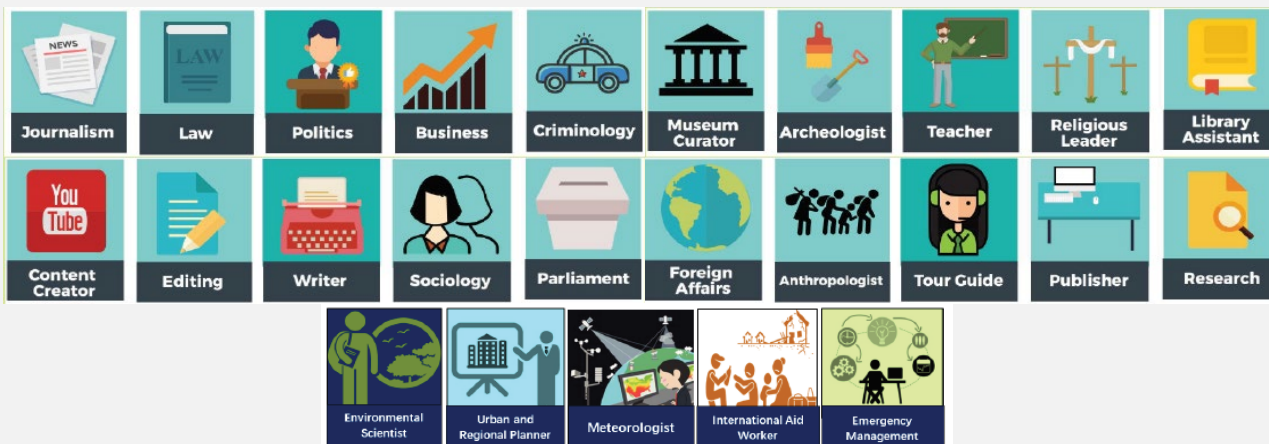 NEWS
Journalism
LAW
Law
Politics
Business
Criminology
Museum
Curator
Archeologist
Teacher
Religious
Leader
Library
Assistant
You
Tube
Content
Creator
Editing
Writer
Sociology
Parliament
Foreign
Affairs
Anthropologist
Tour Guide
Publisher
Research
Environmental
Scientist
Urban and
Regional Planner
Meteorologist
International Aid
Worker
Emergency
Management